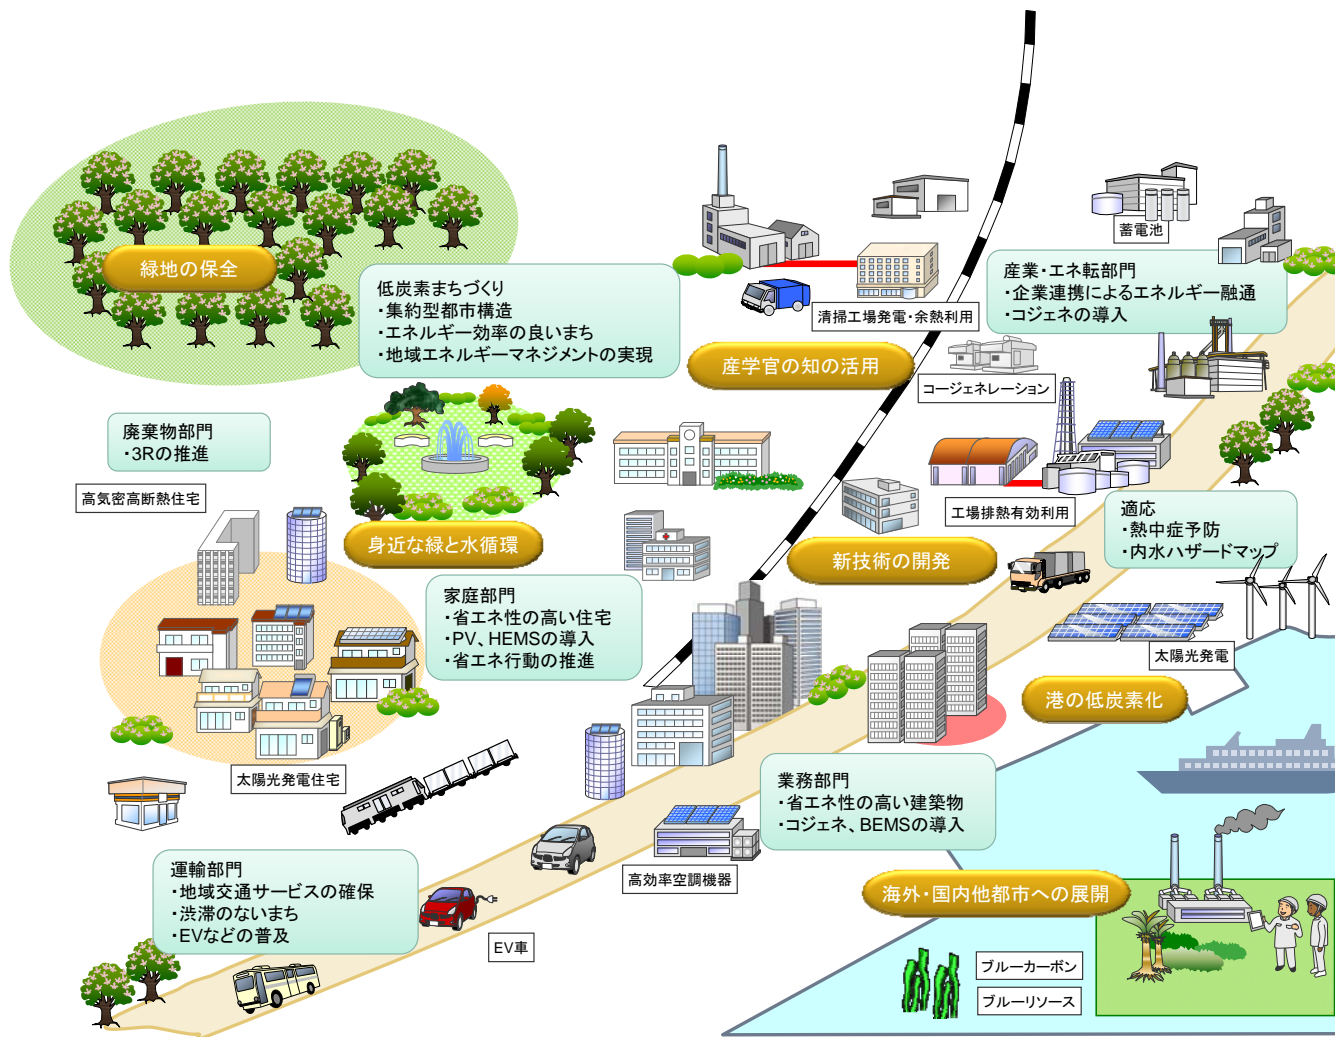 緑地の保全
低炭素まちづくり
・集約型都市構造
・エネルギー効率の良いまち
・地域エネルギーマネジメントの実現
清掃工場発電・余熱利用
産学官の知の活用
蓄電池
産業・エネ転部門
・企業連携によるエネルギー融通
・コジェネの導入
コージェネレーション
廃棄物部門
・3Rの推進
高気密高断熱住宅
身近な緑と水循環
工場排熱有効利用
新技術の開発
適応
・熱中症予防
・内水ハザードマップ
家庭部門
・省エネ性の高い住宅
・PV、HEMSの導入
・省エネ行動の推進
太陽光発電
港の低炭素化
太陽光発電住宅
業務部門
・省エネ性の高い建築物
・コジェネ、BEMSの導入
高効率空調機器
運輸部門
・地域交通サービスの確保
・渋滞のないまち
・EVなどの普及
EV車
海外・国内他都市への展開
ブルーカーボン
ブルーリソース